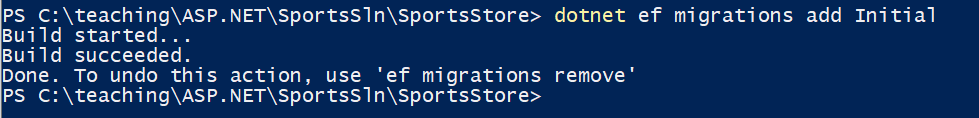 PS C:\teaching\ASP.NET\SportsSln\SportsStore> dotnet ef migrations add Initial
Build started...
Build succeeded.
Done. To undo this action, use 'ef migrations remove'
PS C:\teaching\ASP.NET\SportsSln\SportsStore>